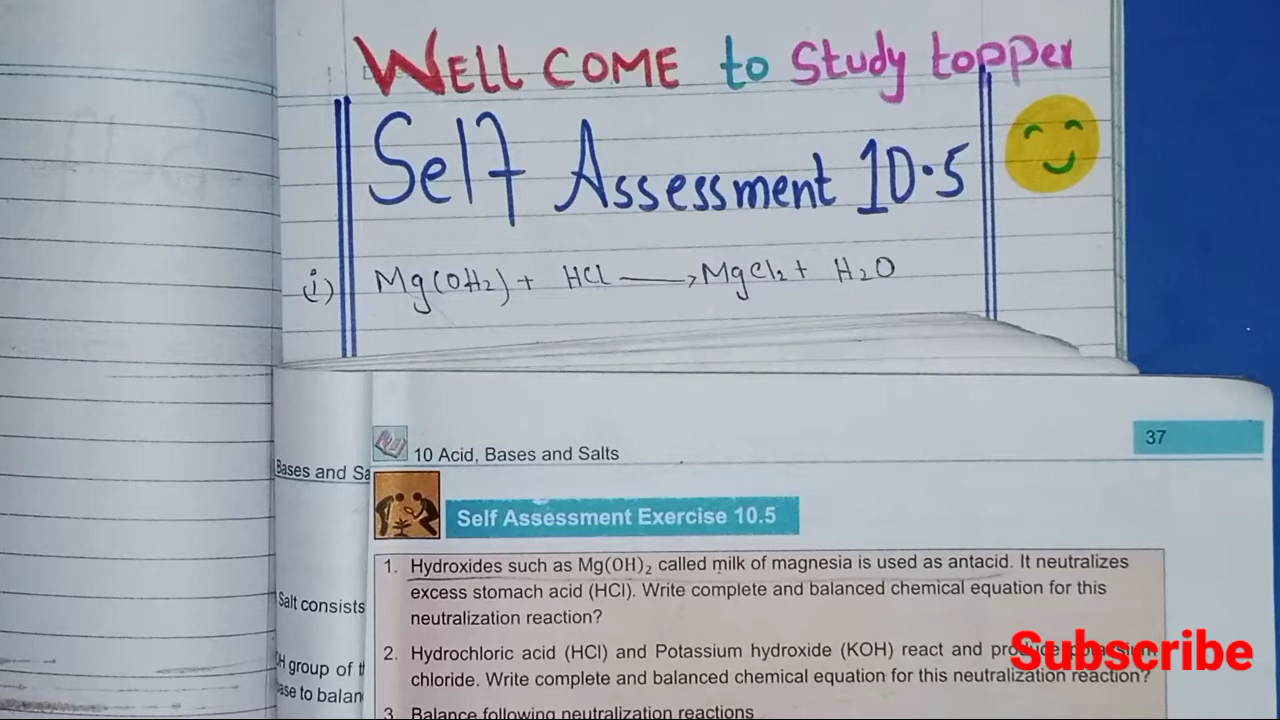 WELL COME to Study topper
Self Assessment 10.5
(i) Mg(OH₂) + HCl ⟶ MgCl₂ + H₂O
37
10 Acid, Bases and Salts
Bases and Sa
Self Assessment Exercise 10.5
1. Hydroxides such as Mg(OH)₂ called milk of magnesia is used as antacid. It neutralizes
excess stomach acid (HCl). Write complete and balanced chemical equation for this
neutralization reaction?
Salt consists
2. Hydrochloric acid (HCl) and Potassium hydroxide (KOH) react and produce potassium
chloride. Write complete and balanced chemical equation for this neutralization reaction?
H group of t
ase to balan
3. Balance following neutralization reactions
Subscribe